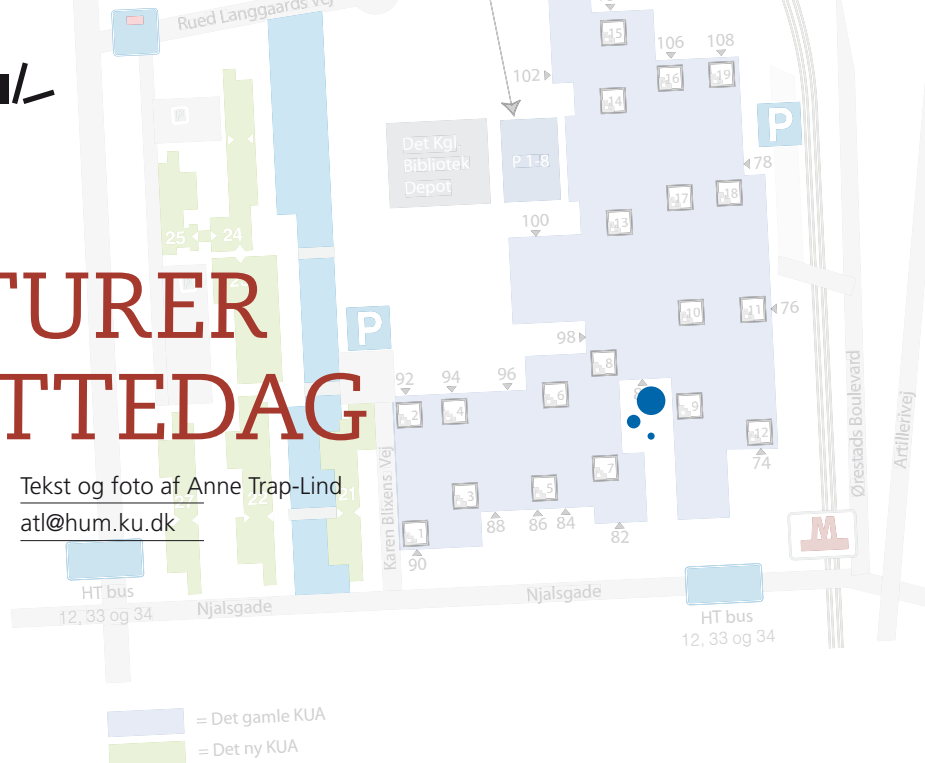 Rued Langgaards Vej
15
106
108
16
19
102
14
Det Kgl.
Bibliotek
Depot
P 1-8
P
78
17
18
13
100
25
24
TURER
10
11
76
P
98
8
92
94
96
6
2
4
9
TTEDAG
12
74
Ørestads Boulevard
Artillerivej
Tekst og foto af Anne Trap-Lind
atl@hum.ku.dk
27
22
21
Karen Blixens Vej
3
5
7
88
86
84
82
1
90
M
HT bus
12, 33 og 34
Njalsgade
Njalsgade
HT bus
12, 33 og 34
= Det gamle KUA
= Det ny KUA